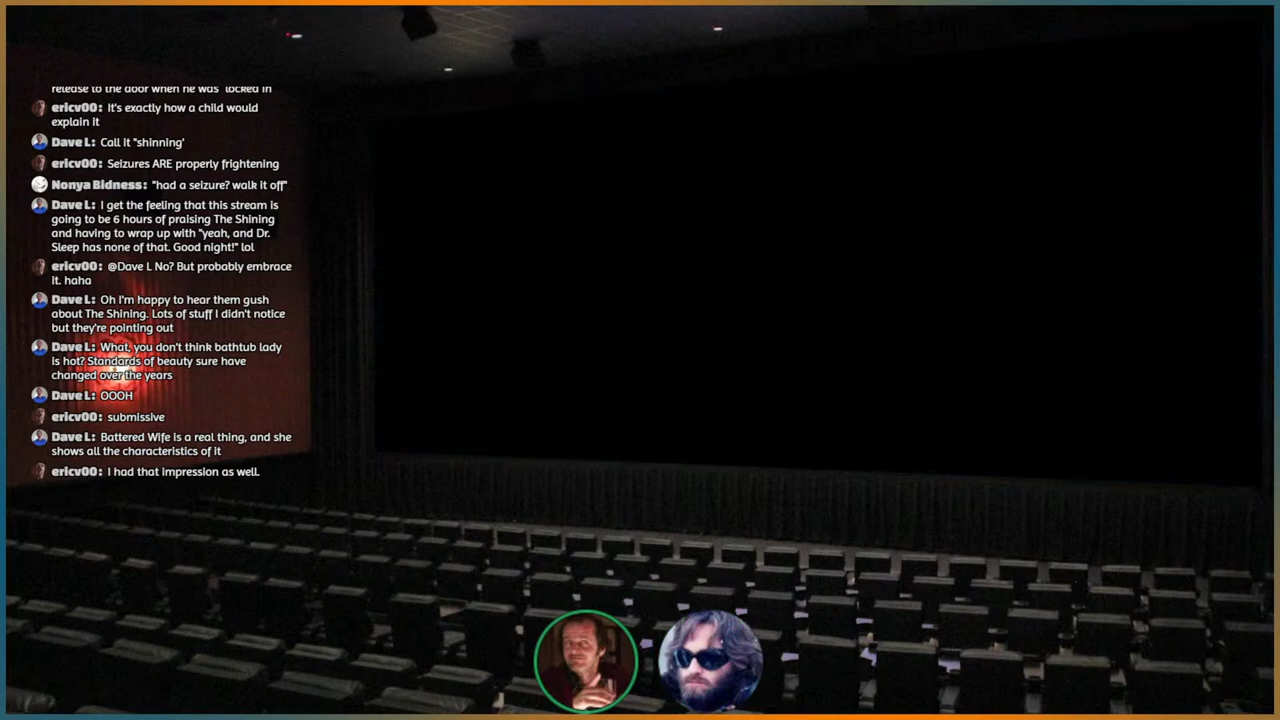 release to the door when he was "locked in"
ericv00: It's exactly how a child would
explain it
Dave L: Call it "shinning'
ericv00: Seizures ARE properly frightening
Nonya Bidness: "had a seizure? walk it off"
Dave L: I get the feeling that this stream is
going to be 6 hours of praising The Shining
and having to wrap up with "yeah, and Dr.
Sleep has none of that. Good night!" lol
ericv00: @Dave L No? But probably embrace
it. haha
Dave L: Oh I'm happy to hear them gush
about The Shining. Lots of stuff I didn't notice
but they're pointing out
Dave L: What, you don't think bathtub lady
is hot? Standards of beauty sure have
changed over the years
Dave L: OOOH
ericv00: submissive
Dave L: Battered Wife is a real thing, and she
shows all the characteristics of it
ericv00: I had that impression as well.